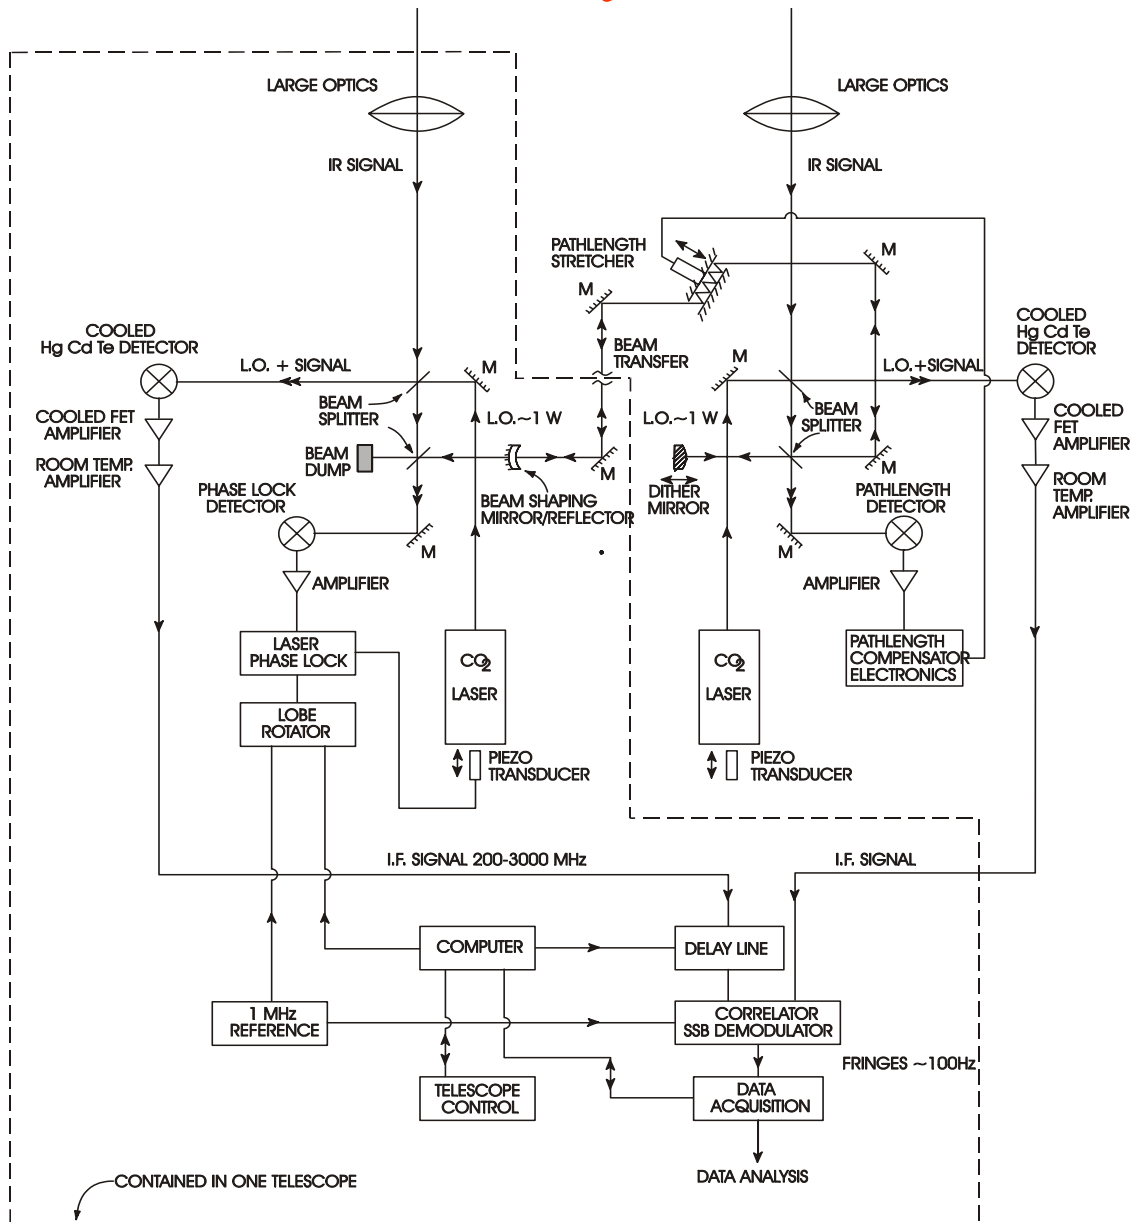 LARGE OPTICS
LARGE OPTICS
IR SIGNAL
IR SIGNAL
PATHLENGTH
STRETCHER
M
M
COOLED
Hg Cd Te DETECTOR
COOLED
Hg Cd Te
DETECTOR
L.O. + SIGNAL
M
BEAM
TRANSFER
M
L.O.+SIGNAL
BEAM
SPLITTER
L.O.~1 W
L.O.~1 W
BEAM
SPLITTER
COOLED FET
AMPLIFIER
COOLED
FET
AMPLIFIER
ROOM TEMP.
AMPLIFIER
BEAM
DUMP
M
M
ROOM
TEMP.
AMPLIFIER
PHASE LOCK
DETECTOR
BEAM SHAPING
MIRROR/REFLECTOR
DITHER
MIRROR
PATHLENGTH
DETECTOR
M
M
AMPLIFIER
AMPLIFIER
LASER
PHASE LOCK
CO2
LASER
CO2
LASER
PATHLENGTH
COMPENSATOR
ELECTRONICS
LOBE
ROTATOR
PIEZO
TRANSDUCER
PIEZO
TRANSDUCER
I.F. SIGNAL 200-3000 MHz
I.F. SIGNAL
COMPUTER
DELAY LINE
1 MHz
REFERENCE
CORRELATOR
SSB DEMODULATOR
FRINGES ~100Hz
TELESCOPE
CONTROL
DATA
ACQUISITION
DATA ANALYSIS
CONTAINED IN ONE TELESCOPE